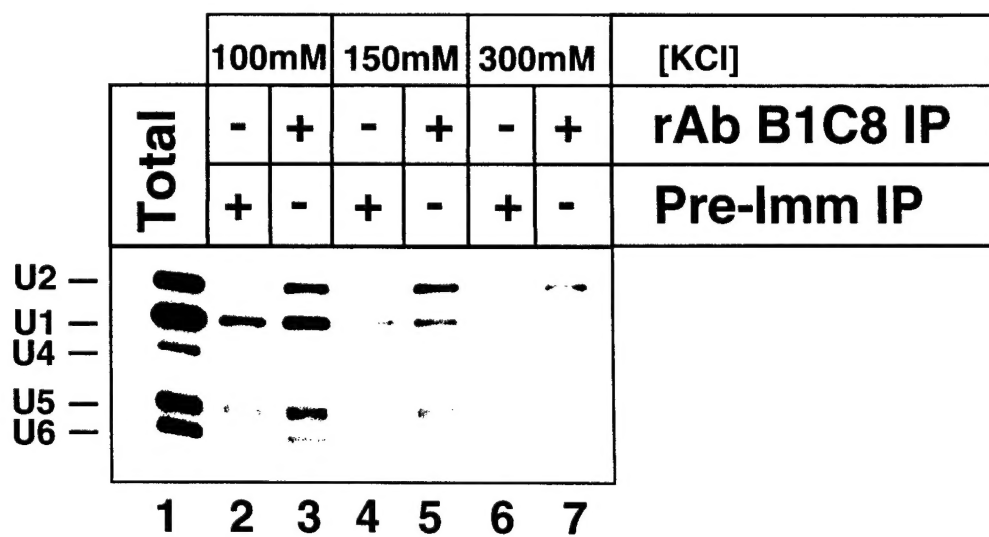 100mM 150mM 300mM [KCl]
Total - + - + - + rAb B1C8 IP
+ - + - + - Pre-Imm IP
U2 –
U1 –
U4 –
U5 –
U6 –
1 2 3 4 5 6 7